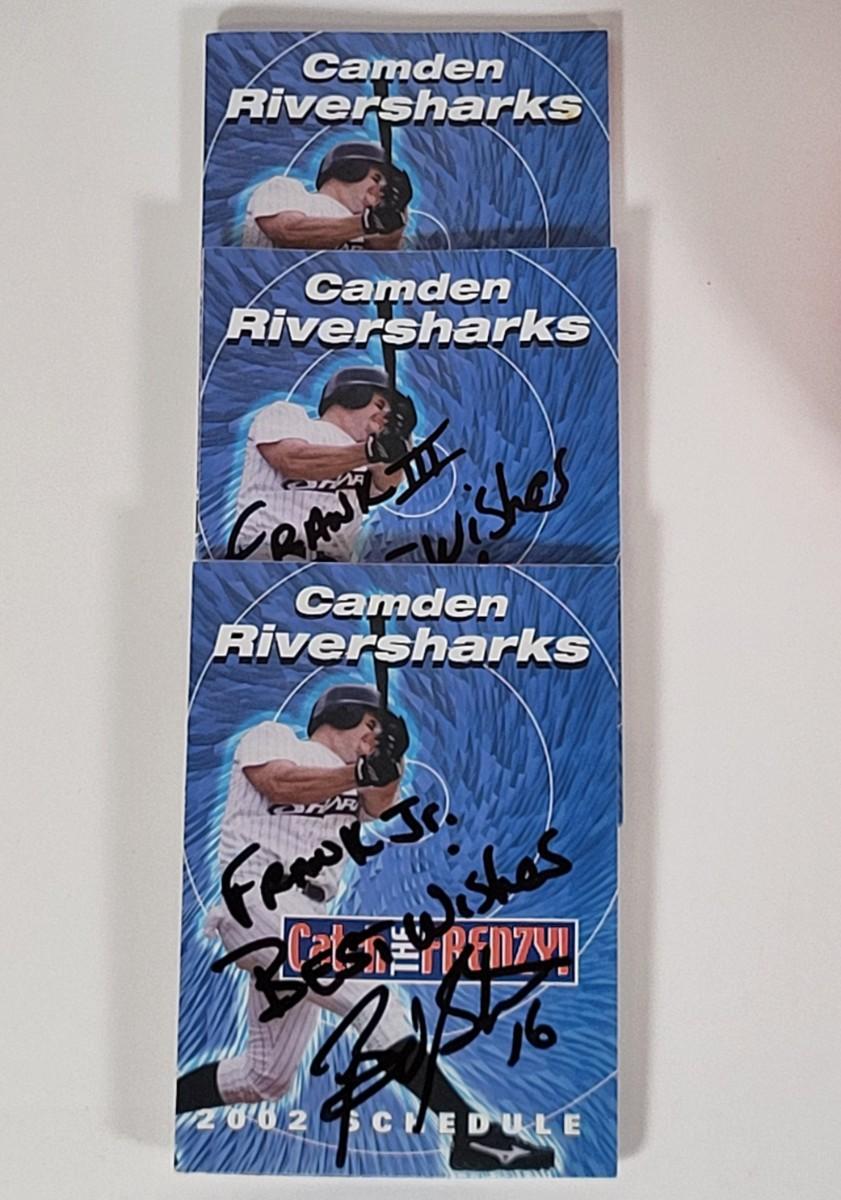 Camden
Riversharks
Camden
Riversharks
FRANK III
Wishes
Camden
Riversharks
FRANK Jr.
BEST Wishes
Catch THE FRENZY!
16
2002 SCHEDULE